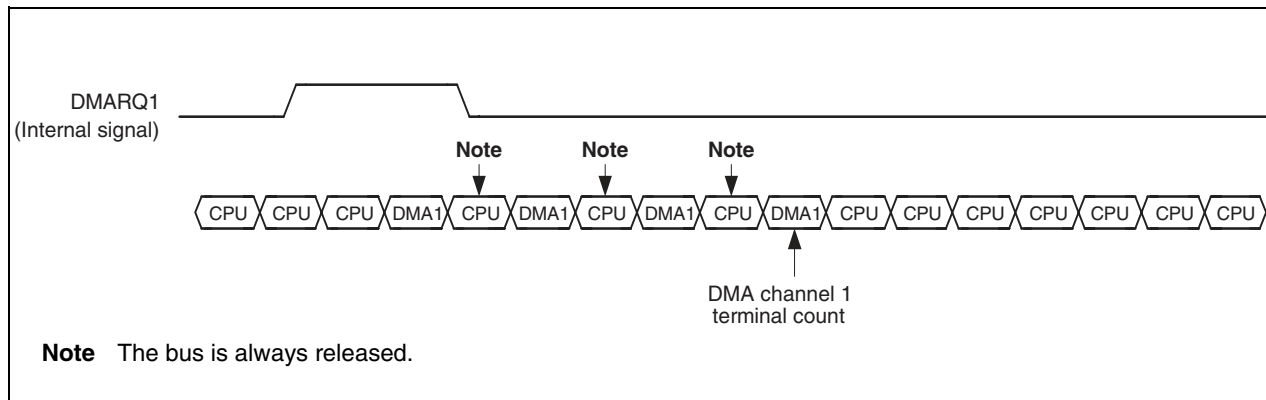 DMARQ1
(Internal signal)
Note Note Note
CPU CPU CPU DMA1 CPU DMA1 CPU DMA1 CPU DMA1 CPU CPU CPU CPU CPU CPU CPU
DMA channel 1
terminal count
Note The bus is always released.